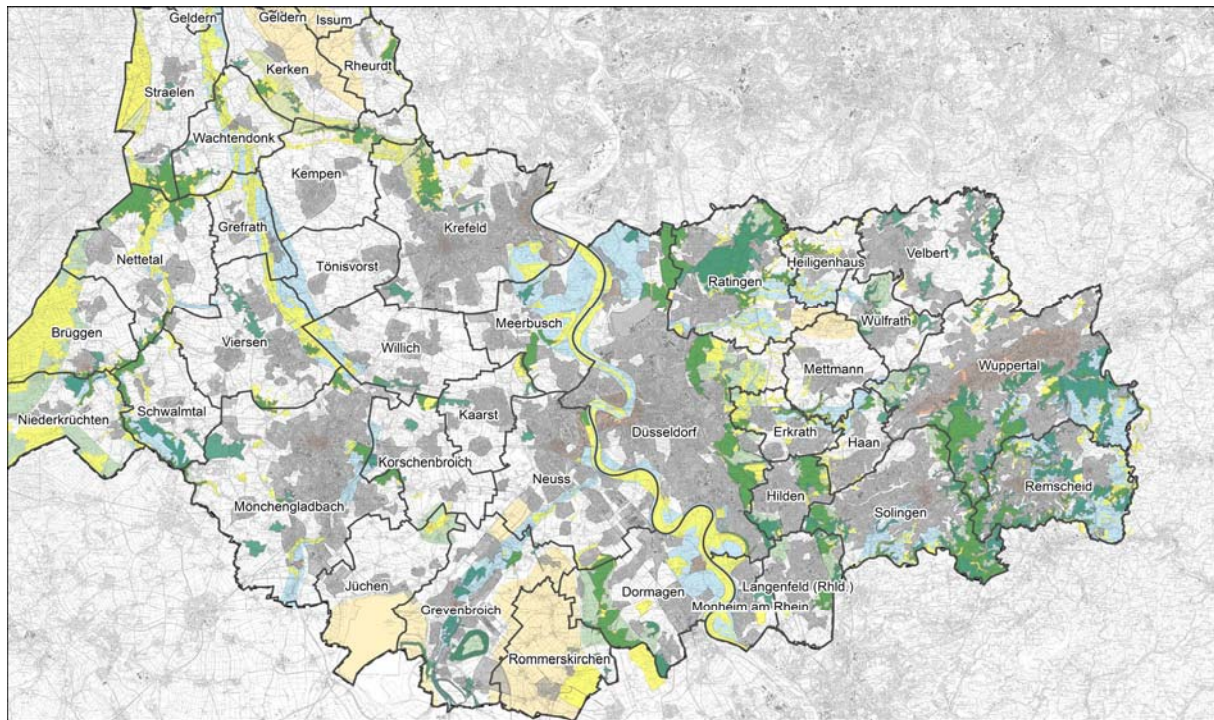 Geldern
Geldern
Issum
Kerken
Rheurdt
Straelen
Wachtendonk
Kempen
Grefrath
Krefeld
Nettetal
Tönisvorst
Ratingen
Heiligenhaus
Velbert
Brüggen
Viersen
Willich
Meerbusch
Wülfrath
Mettmann
Wuppertal
Niederkrüchten
Schwalmtal
Kaarst
Düsseldorf
Erkrath
Haan
Korschenbroich
Neuss
Hilden
Remscheid
Mönchengladbach
Solingen
Jüchen
Grevenbroich
Dormagen
Langenfeld (Rhld.)
Monheim am Rhein
Rommerskirchen